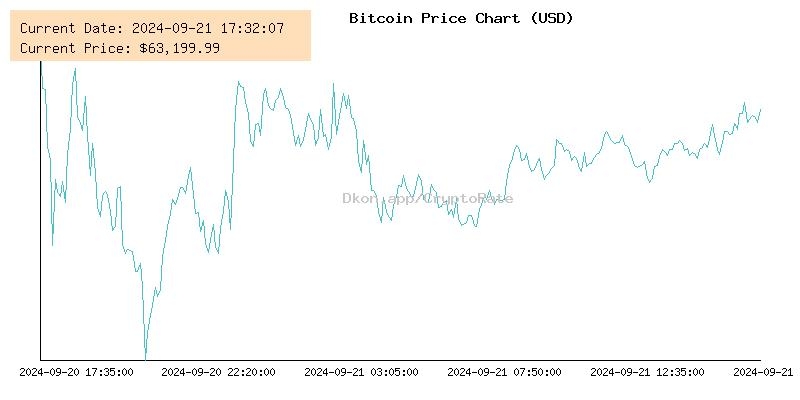 Bitcoin Price Chart (USD)
Current Date: 2024-09-21 17:32:07
Current Price: $63,199.99
Dkon.app/CryptoRate
2024-09-20 17:35:00
2024-09-20 22:20:00
2024-09-21 03:05:00
2024-09-21 07:50:00
2024-09-21 12:35:00
2024-09-21